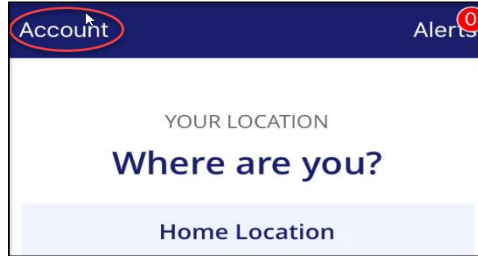 Account Alerts 0
YOUR LOCATION
Where are you?
Home Location